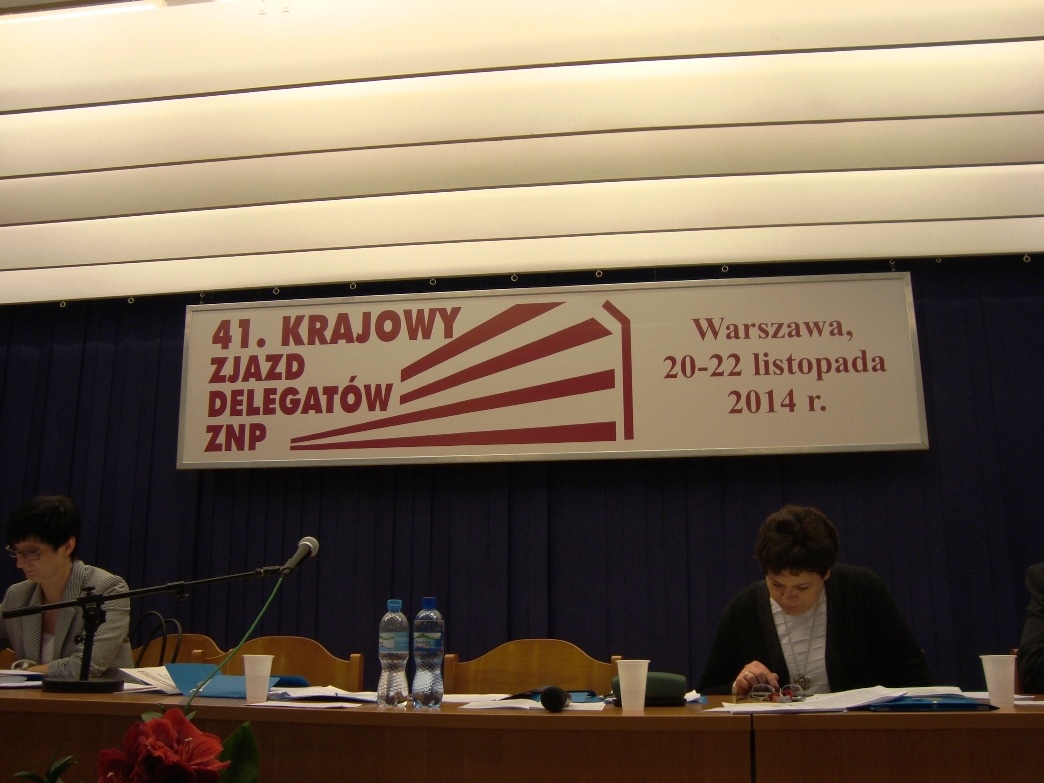 41. KRAJOWY
ZJAZD
DELEGATÓW
ZNP
Warszawa,
20-22 listopada
2014 r.